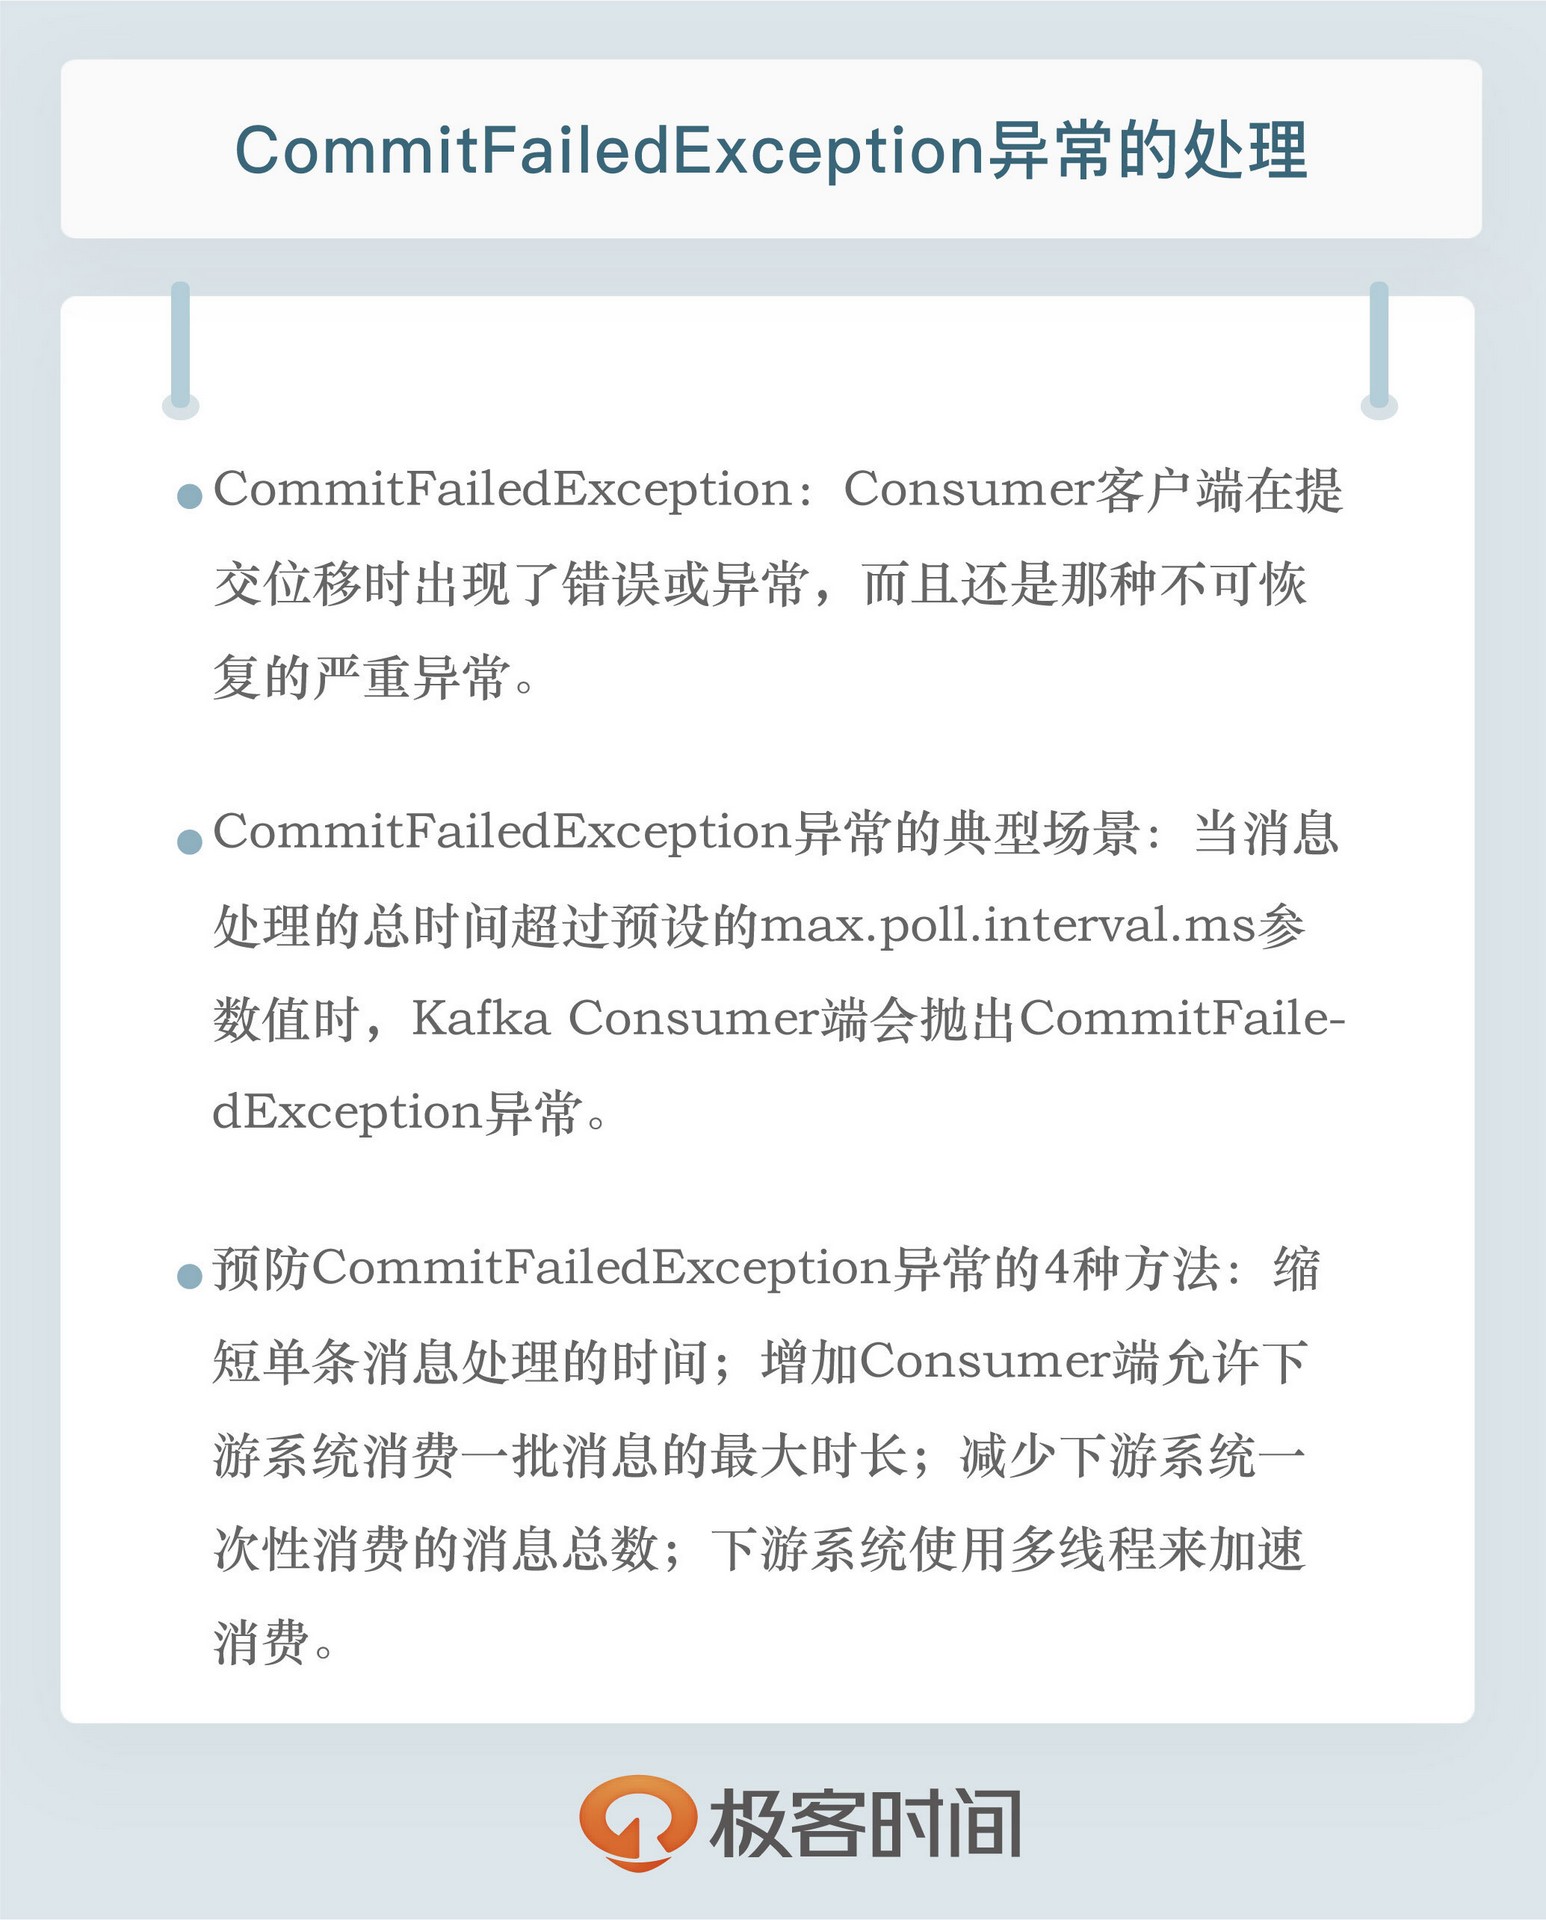 CommitFailedException异常的处理
CommitFailedException：Consumer客户端在提
交位移时出现了错误或异常，而且还是那种不可恢
复的严重异常。
CommitFailedException异常的典型场景：当消息
处理的总时间超过预设的max.poll.interval.ms参
数值时，Kafka Consumer端会抛出CommitFaile-
dException异常。
预防CommitFailedException异常的4种方法：缩
短单条消息处理的时间；增加Consumer端允许下
游系统消费一批消息的最大时长；减少下游系统一
次性消费的消息总数；下游系统使用多线程来加速
消费。
极客时间